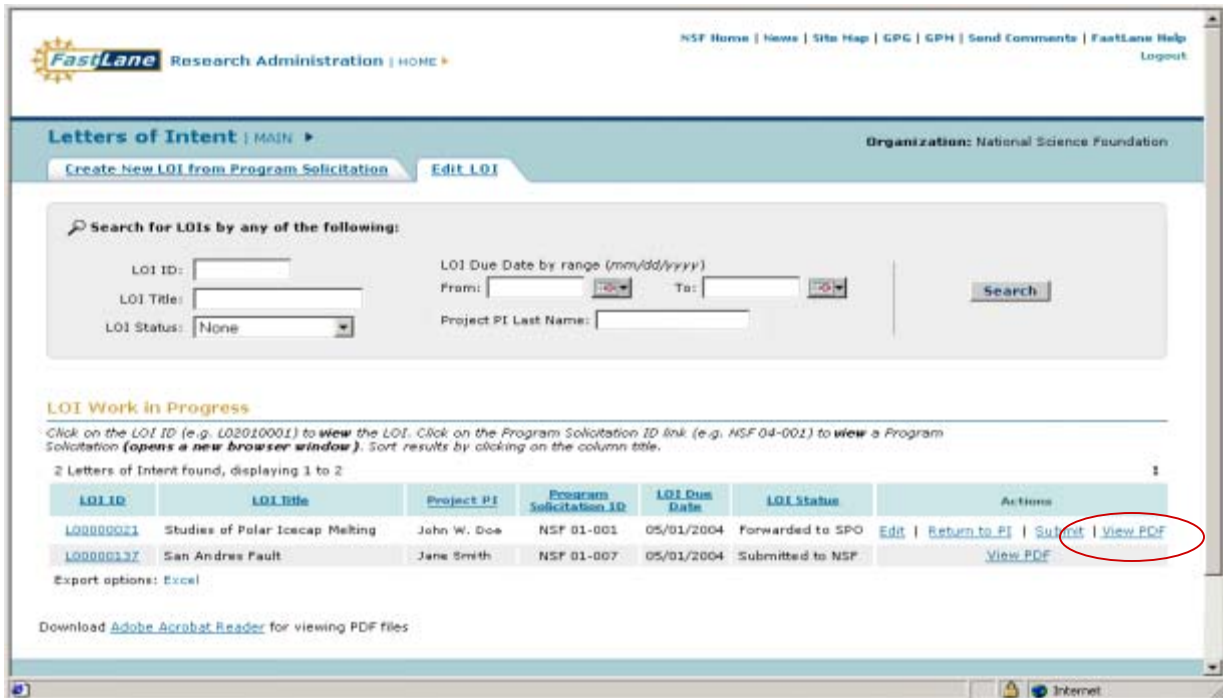 NSF Home | News | Site Map | GPG | GPM | Send Comments | FastLane Help
Logout
FastLane Research Administration | HOME
Letters of Intent | MAIN
Organization: National Science Foundation
Create New LOI from Program Solicitation Edit LOI
Search for LOIs by any of the following:
LOI ID:
LOI Due Date by range (mm/dd/yyyy)
From: To:
Search
LOI Title:
Project PI Last Name:
LOI Status: None
LOI Work in Progress
Click on the LOI ID (e.g. L02010001) to view the LOI. Click on the Program Solicitation ID link (e.g. NSF 04-001) to view a Program
Solicitation (opens a new browser window). Sort results by clicking on the column title.
2 Letters of Intent found, displaying 1 to 2 1
LOI ID LOI Title Project PI Program Solicitation ID LOI Due Date LOI Status Actions
L00000021 Studies of Polar Icecap Melting John W. Doe NSF 01-001 05/01/2004 Forwarded to SPO Edit | Return to PI | Submit | View PDF
L00000137 San Andres Fault Jane Smith NSF 01-007 05/01/2004 Submitted to NSF View PDF
Export options: Excel
Download Adobe Acrobat Reader for viewing PDF files
Internet